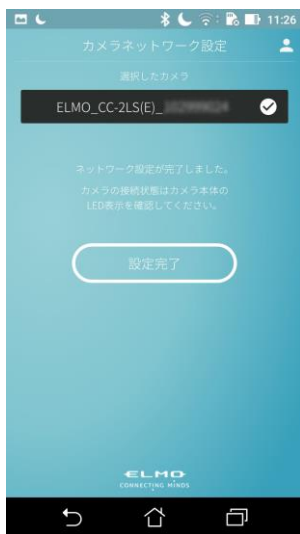 11:26
カメラネットワーク設定
選択したカメラ
ELMO_CC-2LS(E)_
ネットワーク設定が完了しました。
カメラの接続状態はカメラ本体の
LED表示を確認してください。
設定完了
ELMO
CONNECTING MINDS